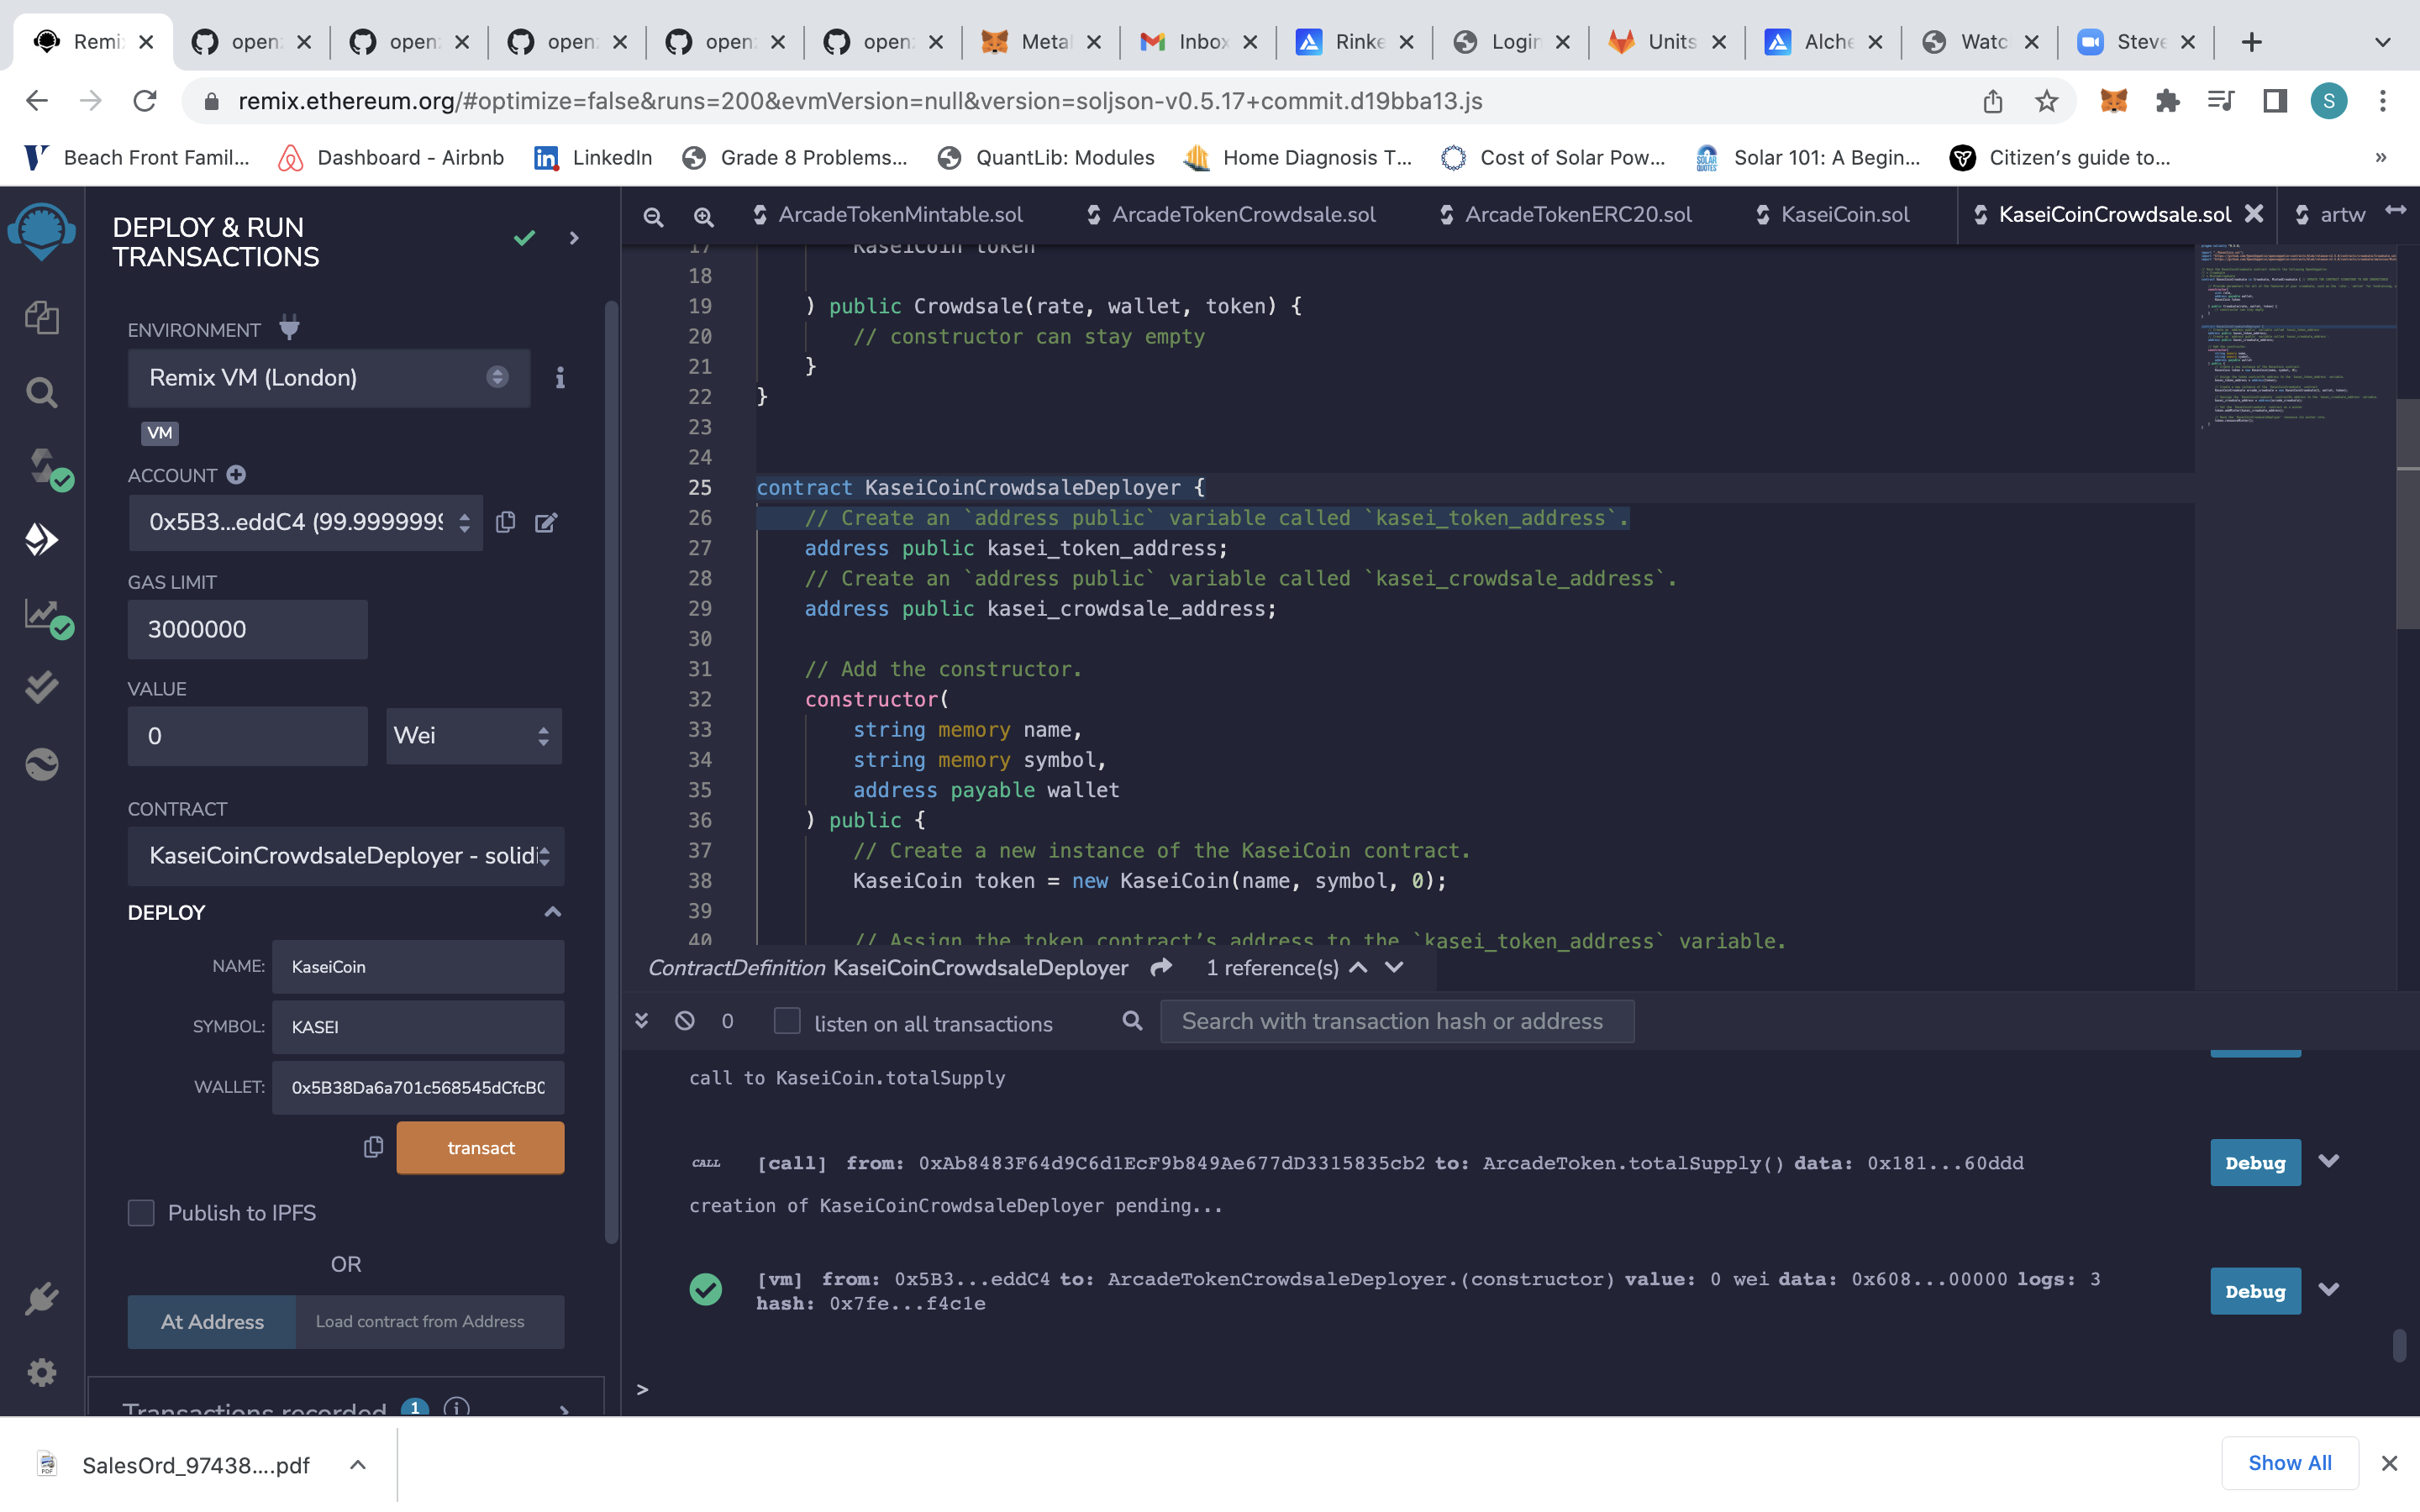 Remi
open
open
open
open
open
Meta
Inbox
Rinke
Login
Units
Alche
Watc
Steve
remix.ethereum.org/#optimize=false&runs=200&evmVersion=null&version=soljson-v0.5.17+commit.d19bba13.js
S
Beach Front Famil...
Dashboard - Airbnb
LinkedIn
Grade 8 Problems...
QuantLib: Modules
Home Diagnosis T...
Cost of Solar Pow...
Solar 101: A Begin...
Citizen's guide to...
»
DEPLOY & RUN
TRANSACTIONS
ENVIRONMENT
Remix VM (London)
VM
ACCOUNT
0x5B3...eddC4 (99.9999999
GAS LIMIT
3000000
VALUE
0
Wei
CONTRACT
KaseiCoinCrowdsaleDeployer - solidi
DEPLOY
NAME: KaseiCoin
SYMBOL: KASEI
WALLET: 0x5B38Da6a701c568545dCfcB0
transact
Publish to IPFS
OR
At Address
Load contract from Address
Transactions recorded 1
ArcadeTokenMintable.sol
ArcadeTokenCrowdsale.sol
ArcadeTokenERC20.sol
KaseiCoin.sol
KaseiCoinCrowdsale.sol
artw
17 KaseiCoin token
18
19 ) public Crowdsale(rate, wallet, token) {
20 // constructor can stay empty
21 }
22 }
23
24
25 contract KaseiCoinCrowdsaleDeployer {
26 // Create an `address public` variable called `kasei_token_address`.
27 address public kasei_token_address;
28 // Create an `address public` variable called `kasei_crowdsale_address`.
29 address public kasei_crowdsale_address;
30
31 // Add the constructor.
32 constructor(
33 string memory name,
34 string memory symbol,
35 address payable wallet
36 ) public {
37 // Create a new instance of the KaseiCoin contract.
38 KaseiCoin token = new KaseiCoin(name, symbol, 0);
39
40 // Assign the token contract's address to the `kasei_token_address` variable.
ContractDefinition KaseiCoinCrowdsaleDeployer 1 reference(s)
0 listen on all transactions
Search with transaction hash or address
call to KaseiCoin.totalSupply
CALL [call] from: 0xAb8483F64d9C6d1EcF9b849Ae677dD3315835cb2 to: ArcadeToken.totalSupply() data: 0x181...60ddd
Debug
creation of KaseiCoinCrowdsaleDeployer pending...
[vm] from: 0x5B3...eddC4 to: ArcadeTokenCrowdsaleDeployer.(constructor) value: 0 wei data: 0x608...00000 logs: 3
hash: 0x7fe...f4c1e
Debug
>
SalesOrd_97438....pdf
Show All